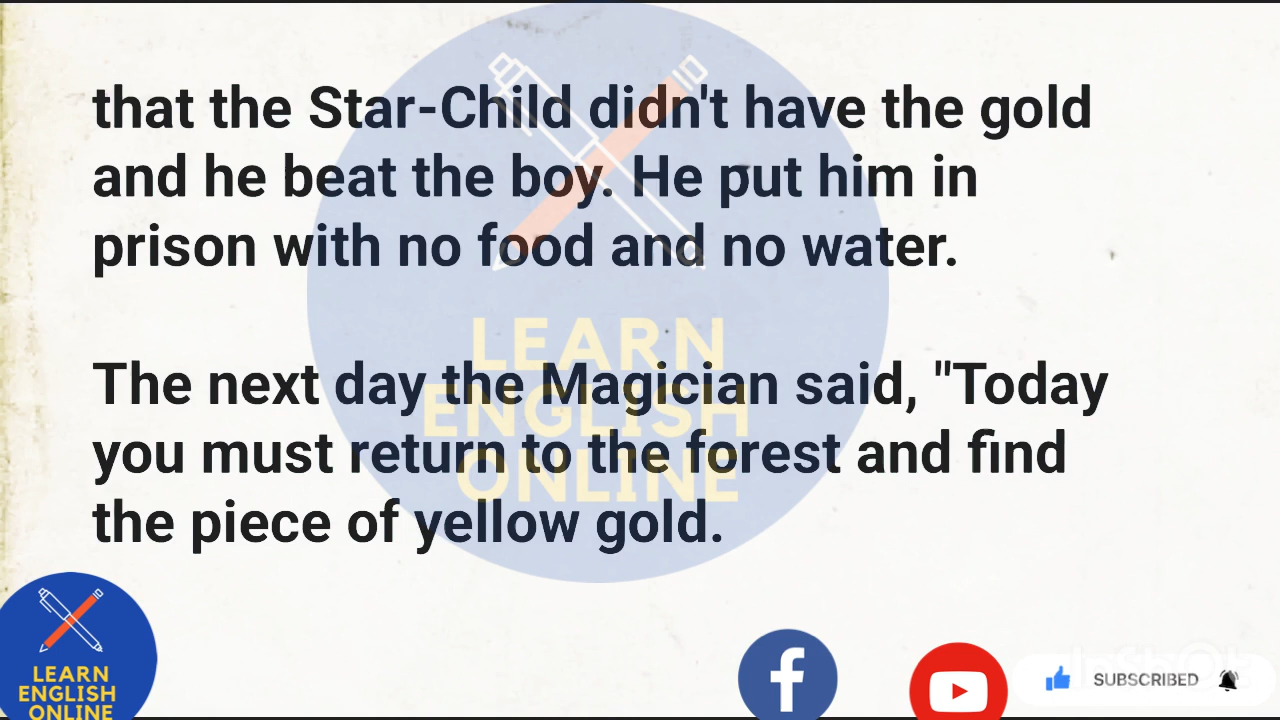 that the Star-Child didn't have the gold
and he beat the boy. He put him in
prison with no food and no water.
The next day the Magician said, "Today
you must return to the forest and find
the piece of yellow gold.
LEARN
ENGLISH
ONLINE
LEARN
ENGLISH
ONLINE
SUBSCRIBED